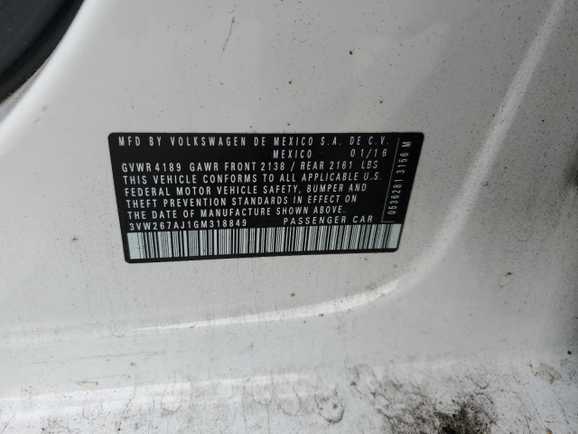 MFD BY VOLKSWAGEN DE MEXICO S.A. DE C.V.
MEXICO 01/16
GVWR 4189 GAWR FRONT 2138 / REAR 2161 LBS
THIS VEHICLE CONFORMS TO ALL APPLICABLE U.S.
FEDERAL MOTOR VEHICLE SAFETY, BUMPER AND
THEFT PREVENTION STANDARDS IN EFFECT ON
THE DATE OF MANUFACTURE SHOWN ABOVE.
3VW267AJ1GM318849 PASSENGER CAR
0536281 3156 M